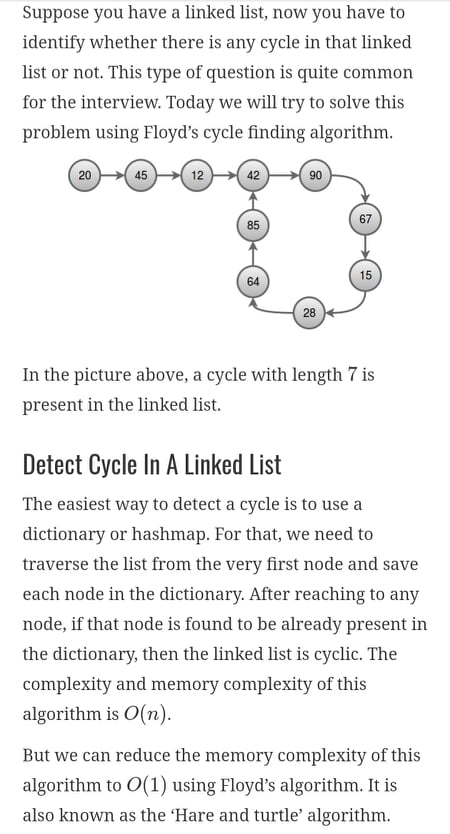 Suppose you have a linked list, now you have to
identify whether there is any cycle in that linked
list or not. This type of question is quite common
for the interview. Today we will try to solve this
problem using Floyd’s cycle finding algorithm.
20 45 12 42 90
67
85
15
64
28
In the picture above, a cycle with length 7 is
present in the linked list.
Detect Cycle In A Linked List
The easiest way to detect a cycle is to use a
dictionary or hashmap. For that, we need to
traverse the list from the very first node and save
each node in the dictionary. After reaching to any
node, if that node is found to be already present in
the dictionary, then the linked list is cyclic. The
complexity and memory complexity of this
algorithm is O(n).
But we can reduce the memory complexity of this
algorithm to O(1) using Floyd’s algorithm. It is
also known as the ‘Hare and turtle’ algorithm.